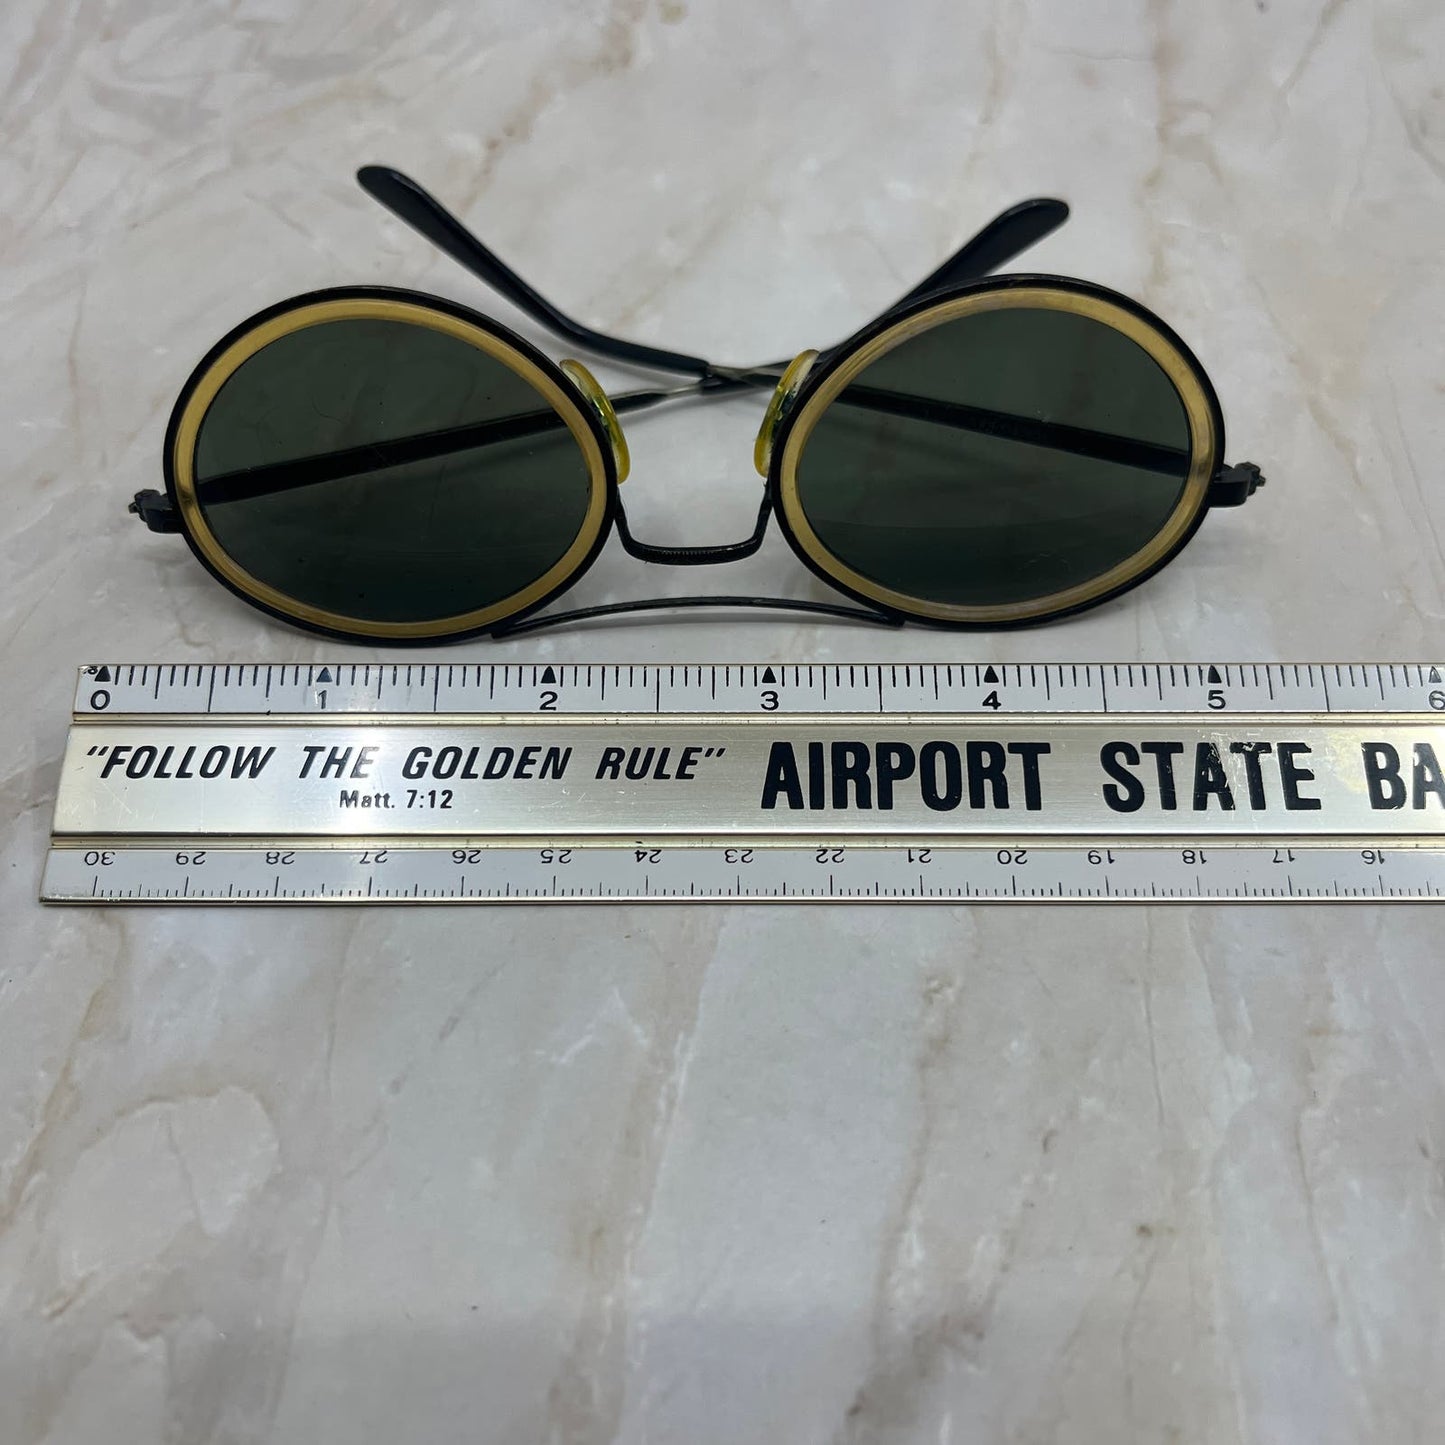 0 1 2 3 4 5 6
“FOLLOW THE GOLDEN RULE” AIRPORT STATE BA
Matt. 7:12
30 29 28 27 26 25 24 23 22 21 20 19 18 17 16